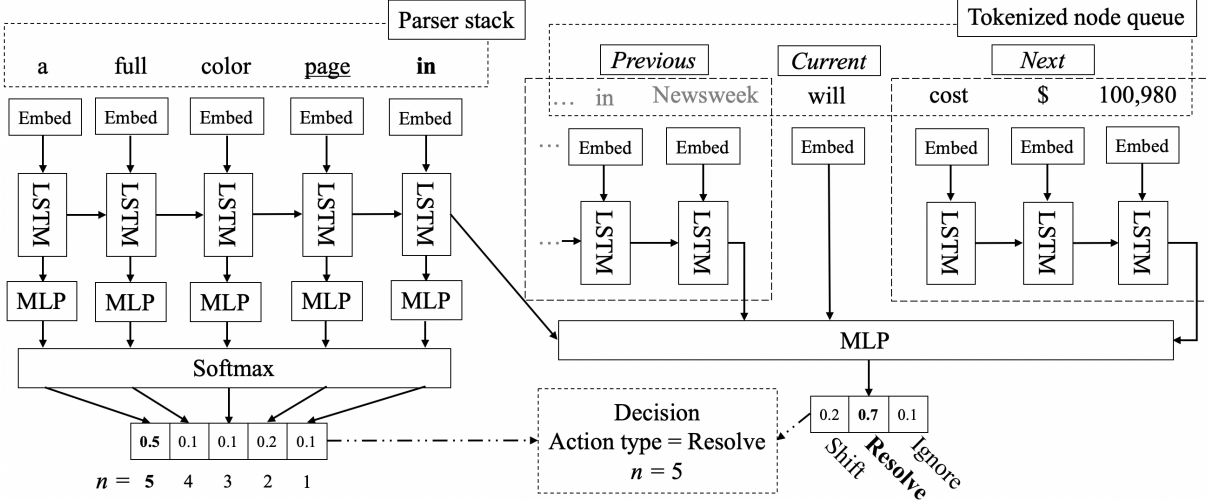 Parser stack
a full color page in
Embed Embed Embed Embed Embed
LSTM LSTM LSTM LSTM LSTM
MLP MLP MLP MLP MLP
Softmax
0.5 0.1 0.1 0.2 0.1
n = 5 4 3 2 1
Tokenized node queue
Previous Current Next
... in Newsweek will cost $ 100,980
... Embed Embed Embed Embed Embed Embed
... LSTM LSTM LSTM LSTM LSTM
MLP
0.2 0.7 0.1
Shift Resolve Ignore
Decision
Action type = Resolve
n = 5